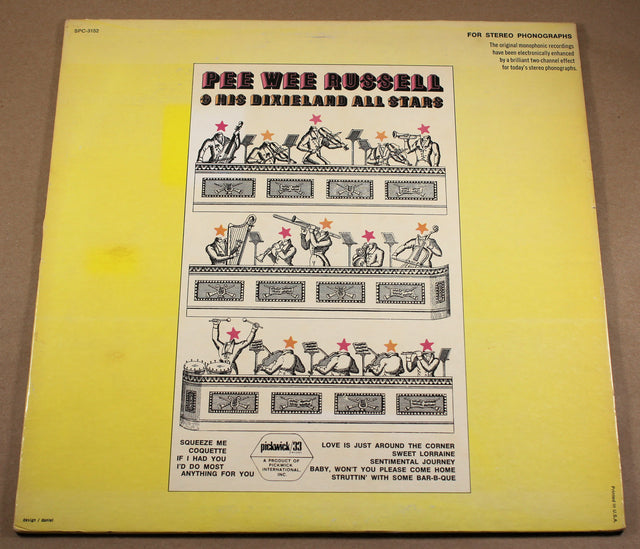 SPC-3152
FOR STEREO PHONOGRAPHS
The original monophonic recordings
have been electronically enhanced
by a brilliant two channel effect
for today's stereo phonographs.
PEE WEE RUSSELL
& HIS DIXIELAND ALL STARS
SQUEEZE ME
COQUETTE
IF I HAD YOU
I'D DO MOST
ANYTHING FOR YOU
pickwick/33
A PRODUCT OF
PICKWICK
INTERNATIONAL,
INC.
LOVE IS JUST AROUND THE CORNER
SWEET LORRAINE
SENTIMENTAL JOURNEY
BABY, WON'T YOU PLEASE COME HOME
STRUTTIN' WITH SOME BAR-B-QUE
design / daniel
Printed in U.S.A.